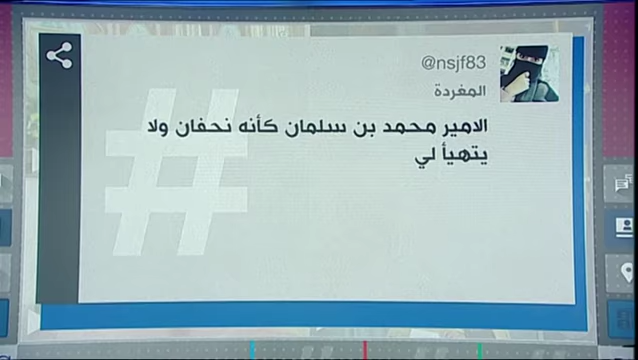 @nsjf83
المغردة
الامير محمد بن سلمان كأنه نحفان ولا
يتهيأ لي